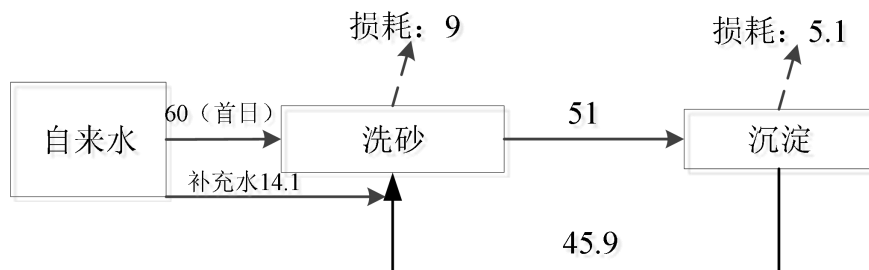 损耗：9
损耗：5.1
自来水
60（首日）
洗砂
51
沉淀
补充水14.1
45.9